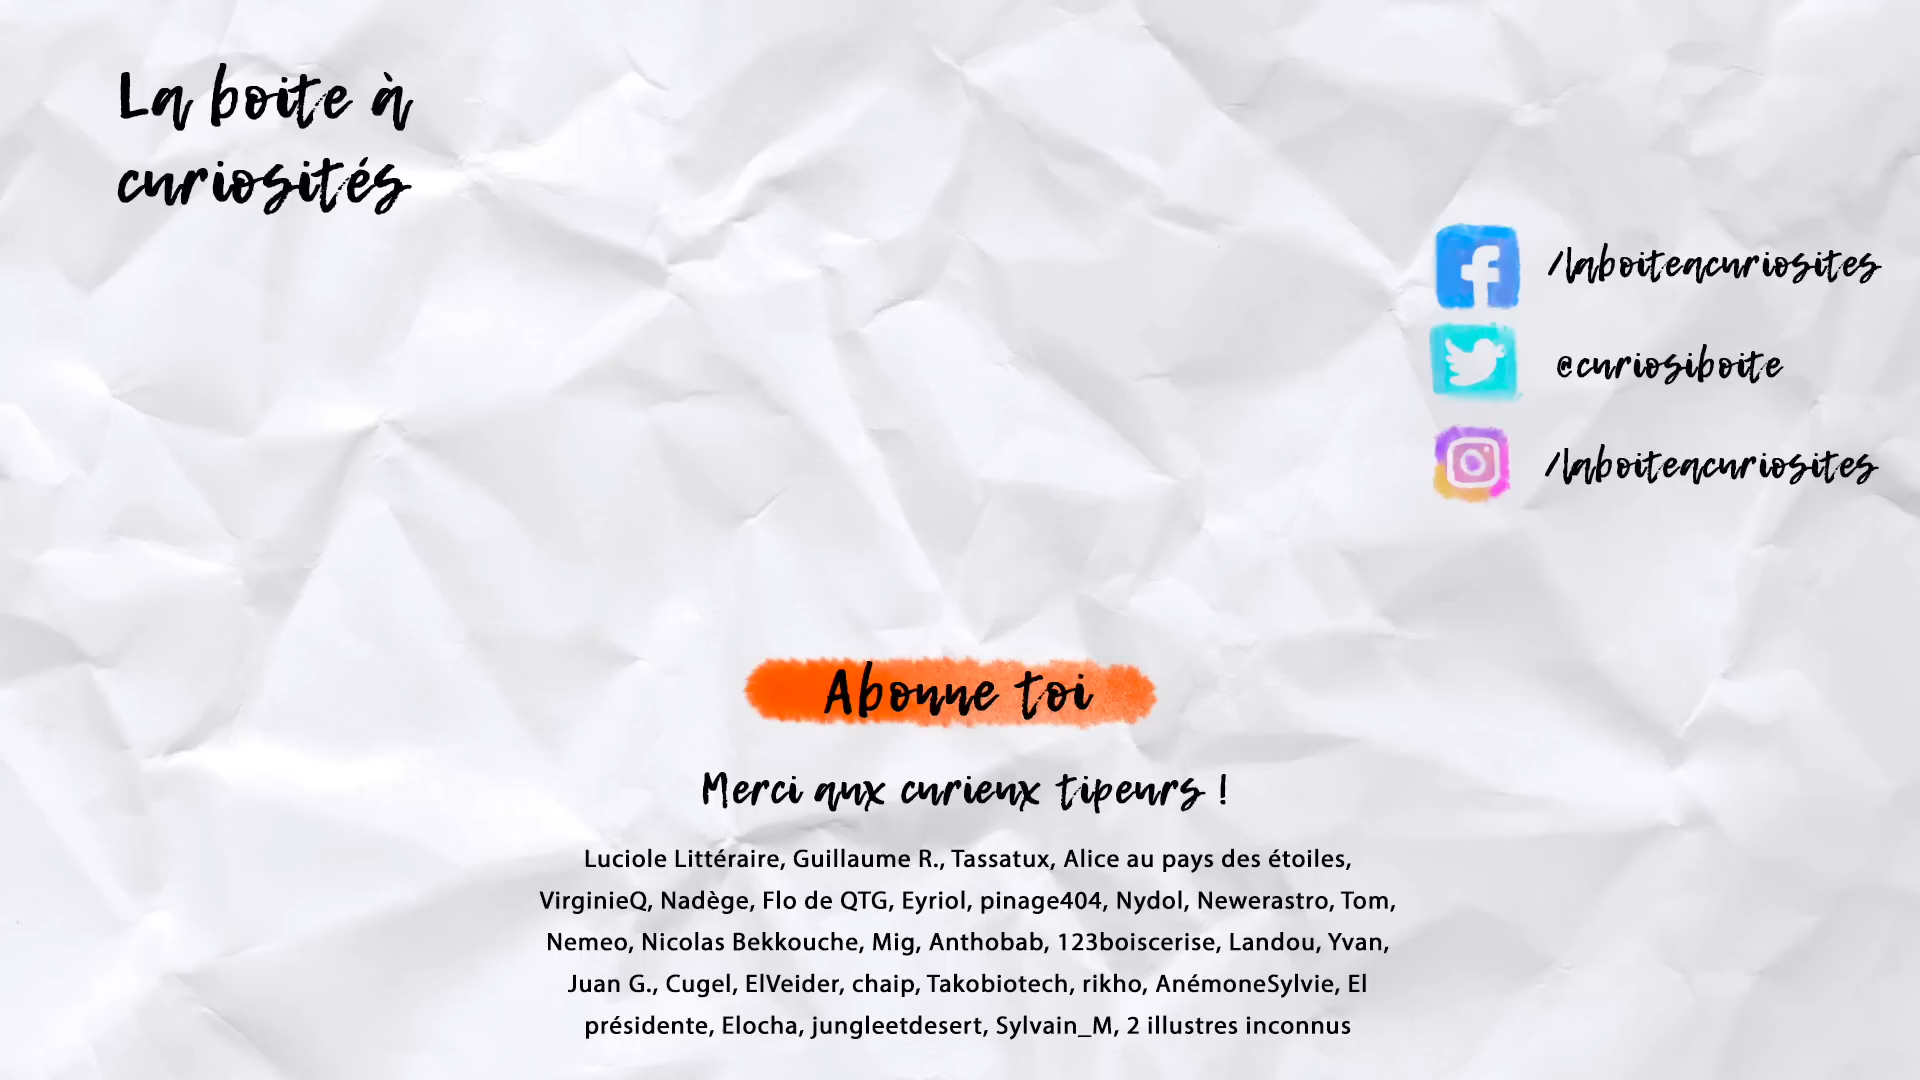 La boite à
curiosités
/laboiteacuriosites
@curiosiboite
/laboiteacuriosites
Abonne toi
Merci aux curieux tipeurs !
Luciole Littéraire, Guillaume R., Tassatux, Alice au pays des étoiles,
VirginieQ, Nadège, Flo de QTG, Eyriol, pinage404, Nydol, Newerastro, Tom,
Nemeo, Nicolas Bekkouche, Mig, Anthobab, 123boiscerise, Landou, Yvan,
Juan G., Cugel, ElVeider, chaip, Takobiotech, rikho, AnémoneSylvie, El
présidente, Elocha, jungleetdesert, Sylvain_M, 2 illustres inconnus